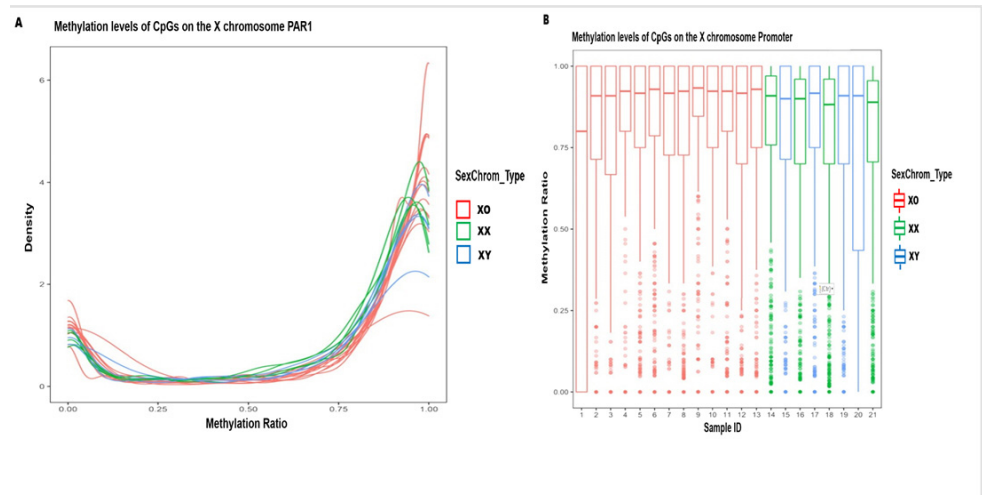 A
Methylation levels of CpGs on the X chromosome PAR1
Density
6
4
2
0
0.00 0.25 0.50 0.75 1.00
Methylation Ratio
SexChrom_Type
XO
XX
XY
B
Methylation levels of CpGs on the X chromosome Promoter
Methylation Ratio
1.00
0.75
0.50
0.25
0.00
1 2 3 4 5 6 7 8 9 10 11 12 13 14 15 16 17 18 19 20 21
Sample ID
SexChrom_Type
XO
XX
XY